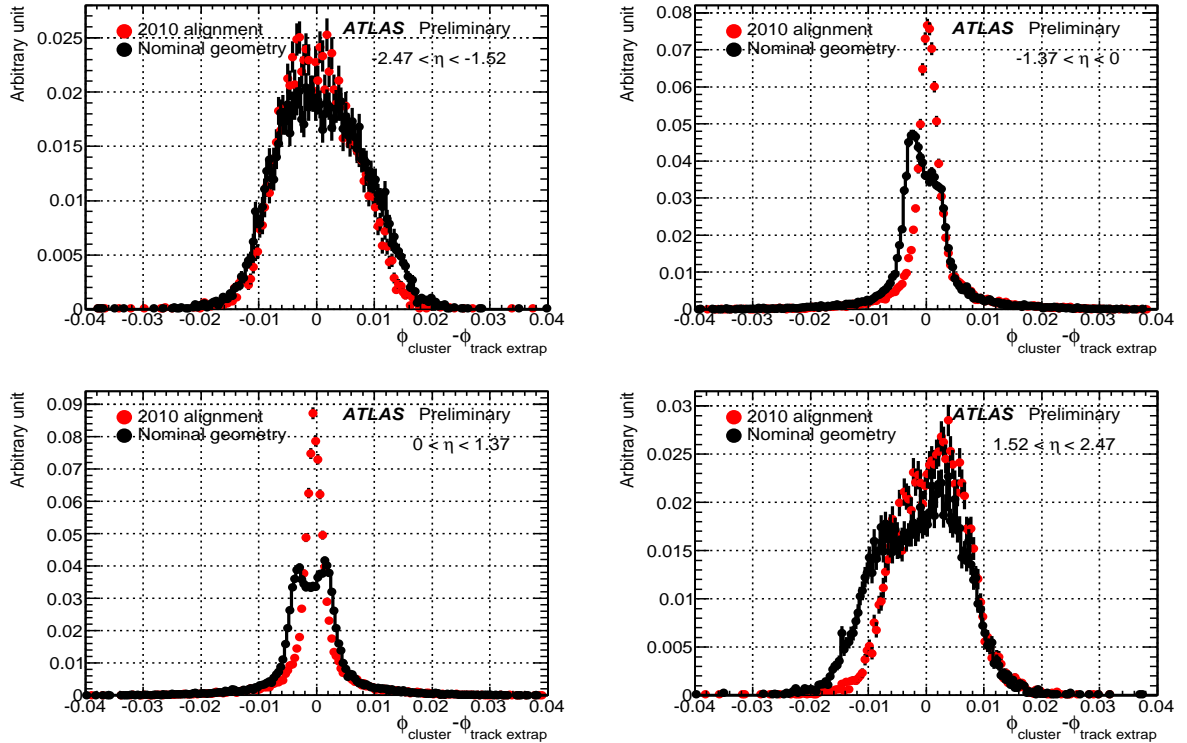 Arbitrary unit
2010 alignment
Nominal geometry
ATLAS Preliminary
-2.47 < η < -1.52
0.025
0.02
0.015
0.01
0.005
0
-0.04 -0.03 -0.02 -0.01 0 0.01 0.02 0.03 0.04
ϕcluster-ϕtrack extrap
Arbitrary unit
2010 alignment
Nominal geometry
ATLAS Preliminary
-1.37 < η < 0
0.08
0.07
0.06
0.05
0.04
0.03
0.02
0.01
0
-0.04 -0.03 -0.02 -0.01 0 0.01 0.02 0.03 0.04
ϕcluster-ϕtrack extrap
Arbitrary unit
2010 alignment
Nominal geometry
ATLAS Preliminary
0 < η < 1.37
0.09
0.08
0.07
0.06
0.05
0.04
0.03
0.02
0.01
0
-0.04 -0.03 -0.02 -0.01 0 0.01 0.02 0.03 0.04
ϕcluster-ϕtrack extrap
Arbitrary unit
2010 alignment
Nominal geometry
ATLAS Preliminary
1.52 < η < 2.47
0.03
0.025
0.02
0.015
0.01
0.005
0
-0.04 -0.03 -0.02 -0.01 0 0.01 0.02 0.03 0.04
ϕcluster-ϕtrack extrap